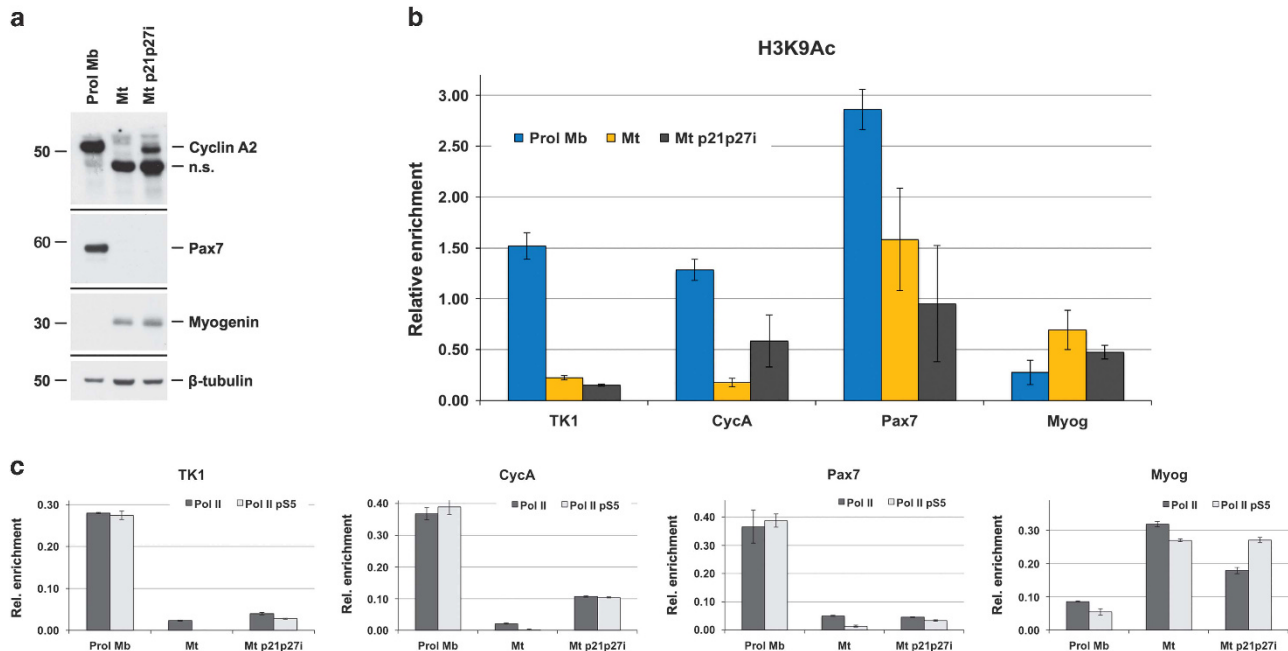 a
Prol Mb
Mt
Mt p21p27i
50
Cyclin A2
n.s.
60
Pax7
30
Myogenin
50
β-tubulin
b
H3K9Ac
Relative enrichment
3.00
2.50
2.00
1.50
1.00
0.50
0.00
Prol Mb Mt Mt p21p27i
TK1 CycA Pax7 Myog
c
TK1
Rel. enrichment
0.30
0.20
0.10
0.00
Pol II Pol II pS5
Prol Mb Mt Mt p21p27i
CycA
Rel. enrichment
0.40
0.30
0.20
0.10
0.00
Pol II Pol II pS5
Prol Mb Mt Mt p21p27i
Pax7
Rel. enrichment
0.40
0.30
0.20
0.10
0.00
Pol II Pol II pS5
Prol Mb Mt Mt p21p27i
Myog
Rel. enrichment
0.30
0.20
0.10
0.00
Pol II Pol II pS5
Prol Mb Mt Mt p21p27i